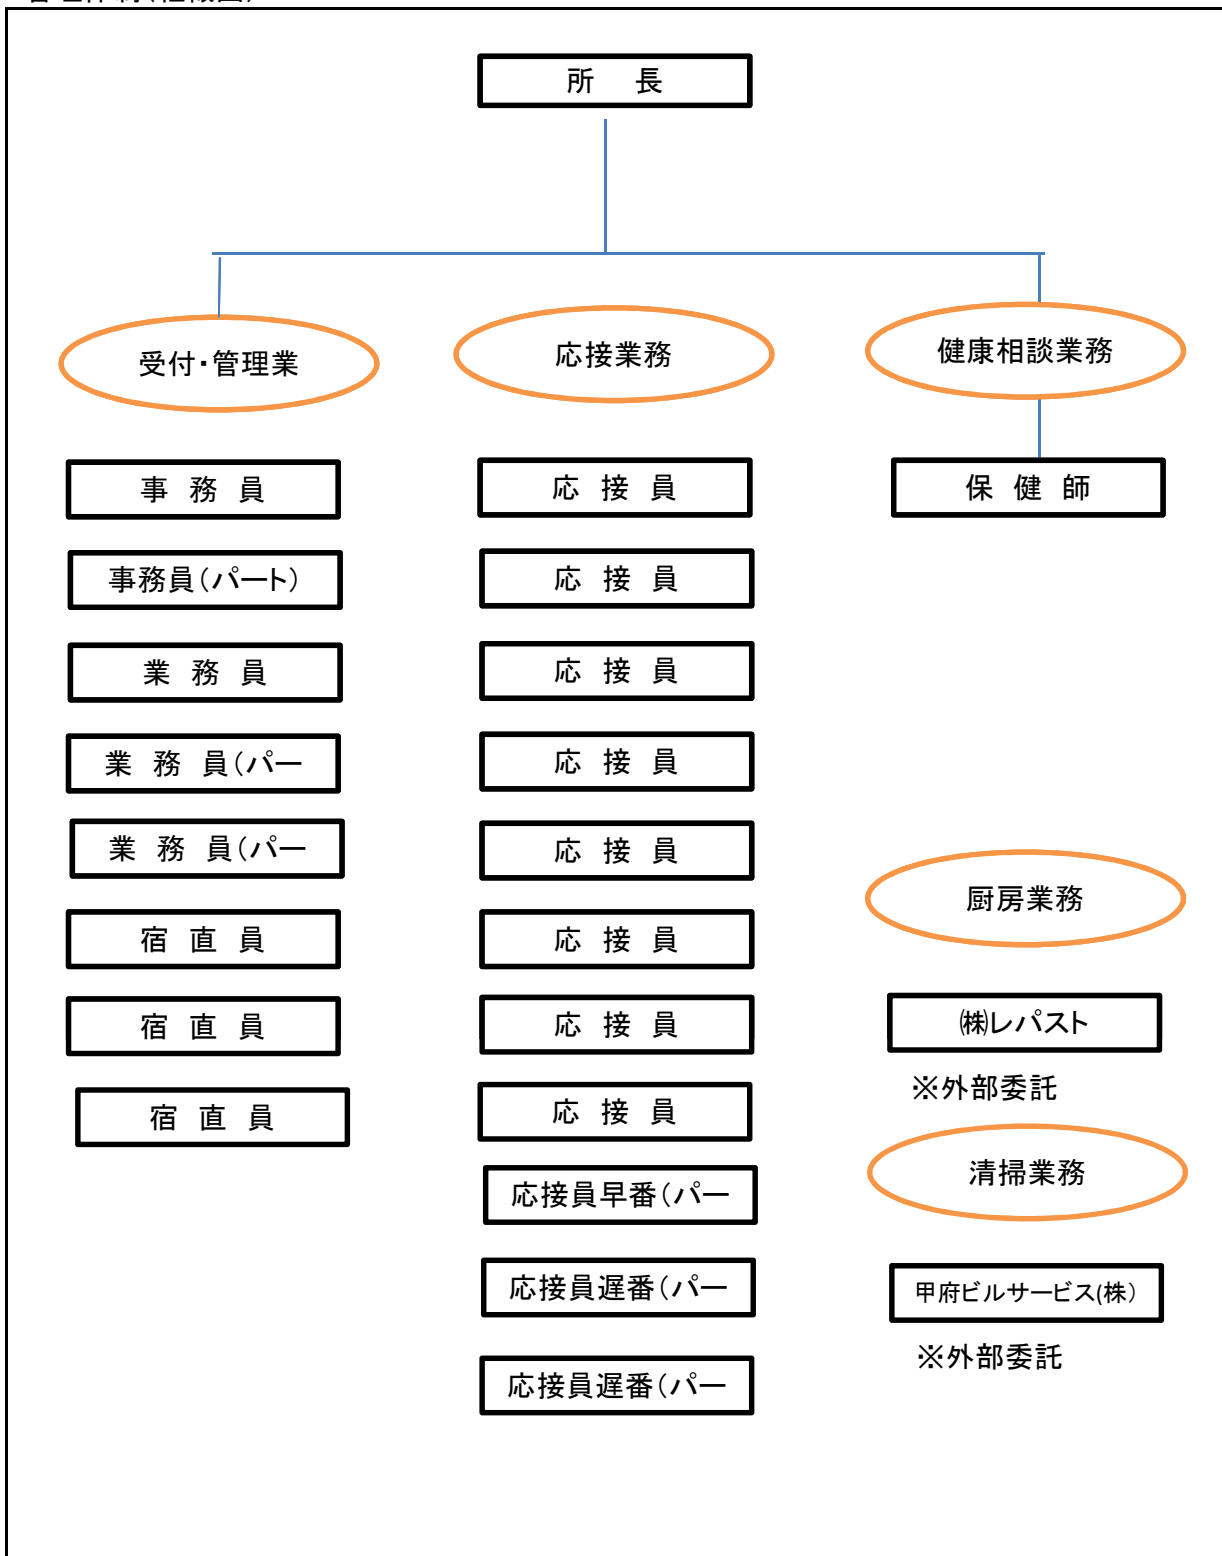 所　長
受付・管理業
応接業務
健康相談業務
事 務 員
応 接 員
保 健 師
事務員（パート）
応 接 員
業 務 員
応 接 員
業 務 員（パー
応 接 員
業 務 員（パー
応 接 員
厨房業務
宿 直 員
応 接 員
宿 直 員
応 接 員
㈱レパスト
※外部委託
宿 直 員
応 接 員
清掃業務
応接員早番（パー
応接員遅番（パー
甲府ビルサービス(株）
※外部委託
応接員遅番（パー